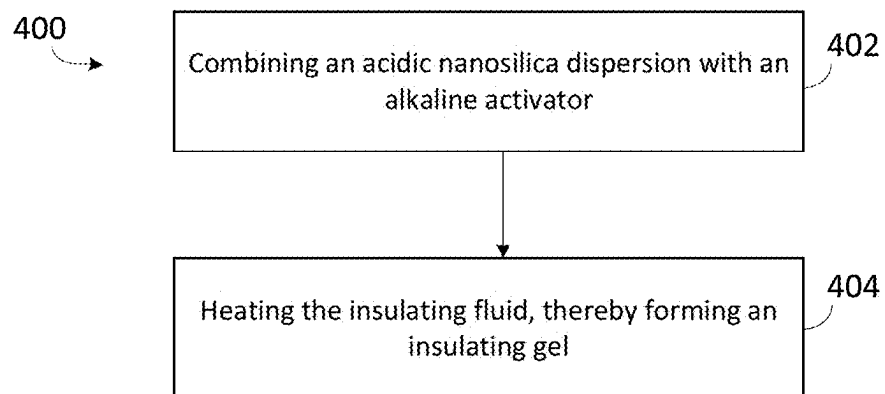 400
402
Combining an acidic nanosilica dispersion with an
alkaline activator
404
Heating the insulating fluid, thereby forming an
insulating gel